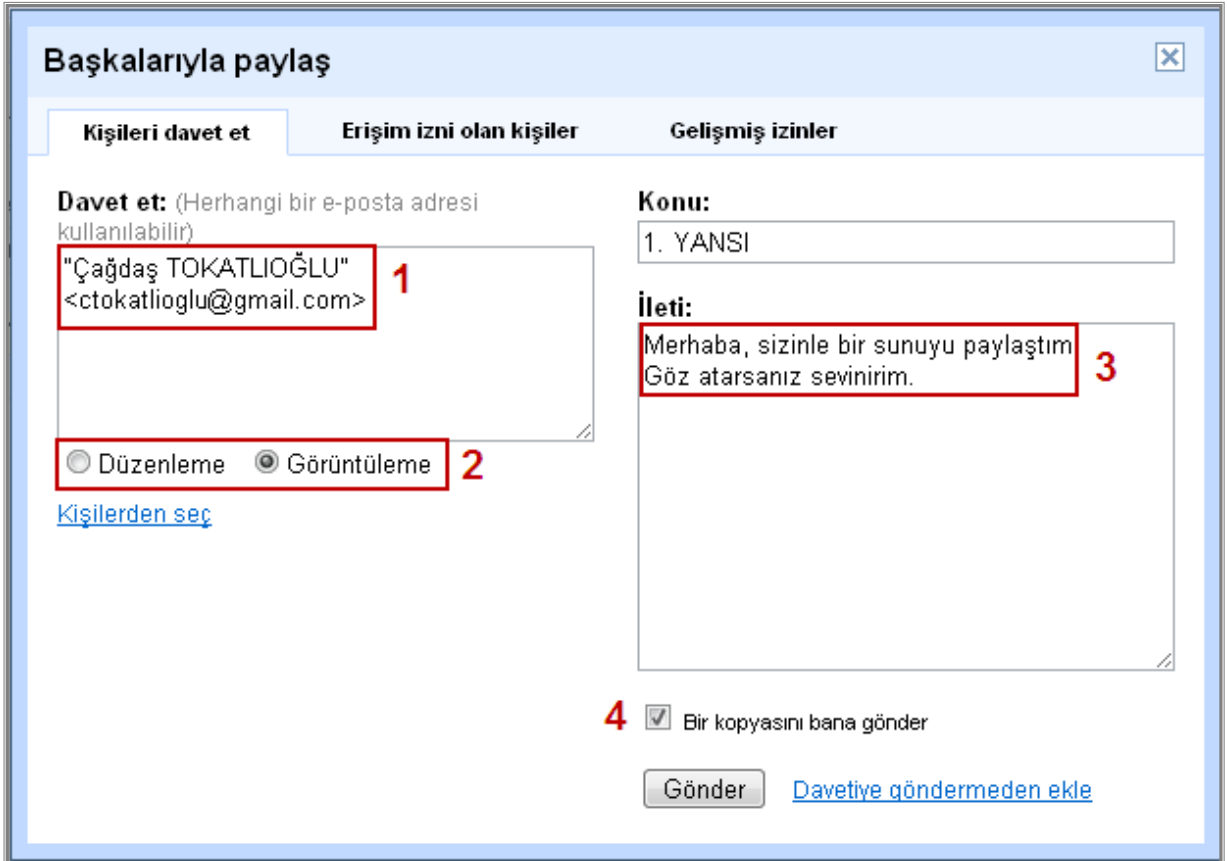 Başkalarıyla paylaş
Kişileri davet et
Erişim izni olan kişiler
Gelişmiş izinler
Davet et: (Herhangi bir e-posta adresi
kullanılabilir)
"Çağdaş TOKATLIOĞLU"
<ctokatlioglu@gmail.com>
1
Düzenleme
Görüntüleme
2
Kişilerden seç
Konu:
1. YANSI
İleti:
Merhaba, sizinle bir sunuyu paylaştım
Göz atarsanız sevinirim.
3
4
Bir kopyasını bana gönder
Gönder
Davetiye göndermeden ekle